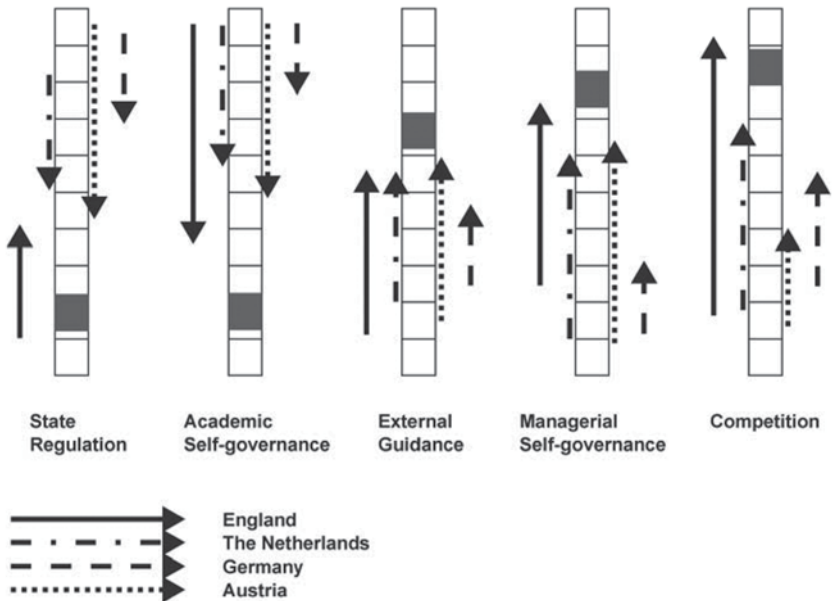 State
Regulation
Academic
Self-governance
External
Guidance
Managerial
Self-governance
Competition
England
The Netherlands
Germany
Austria